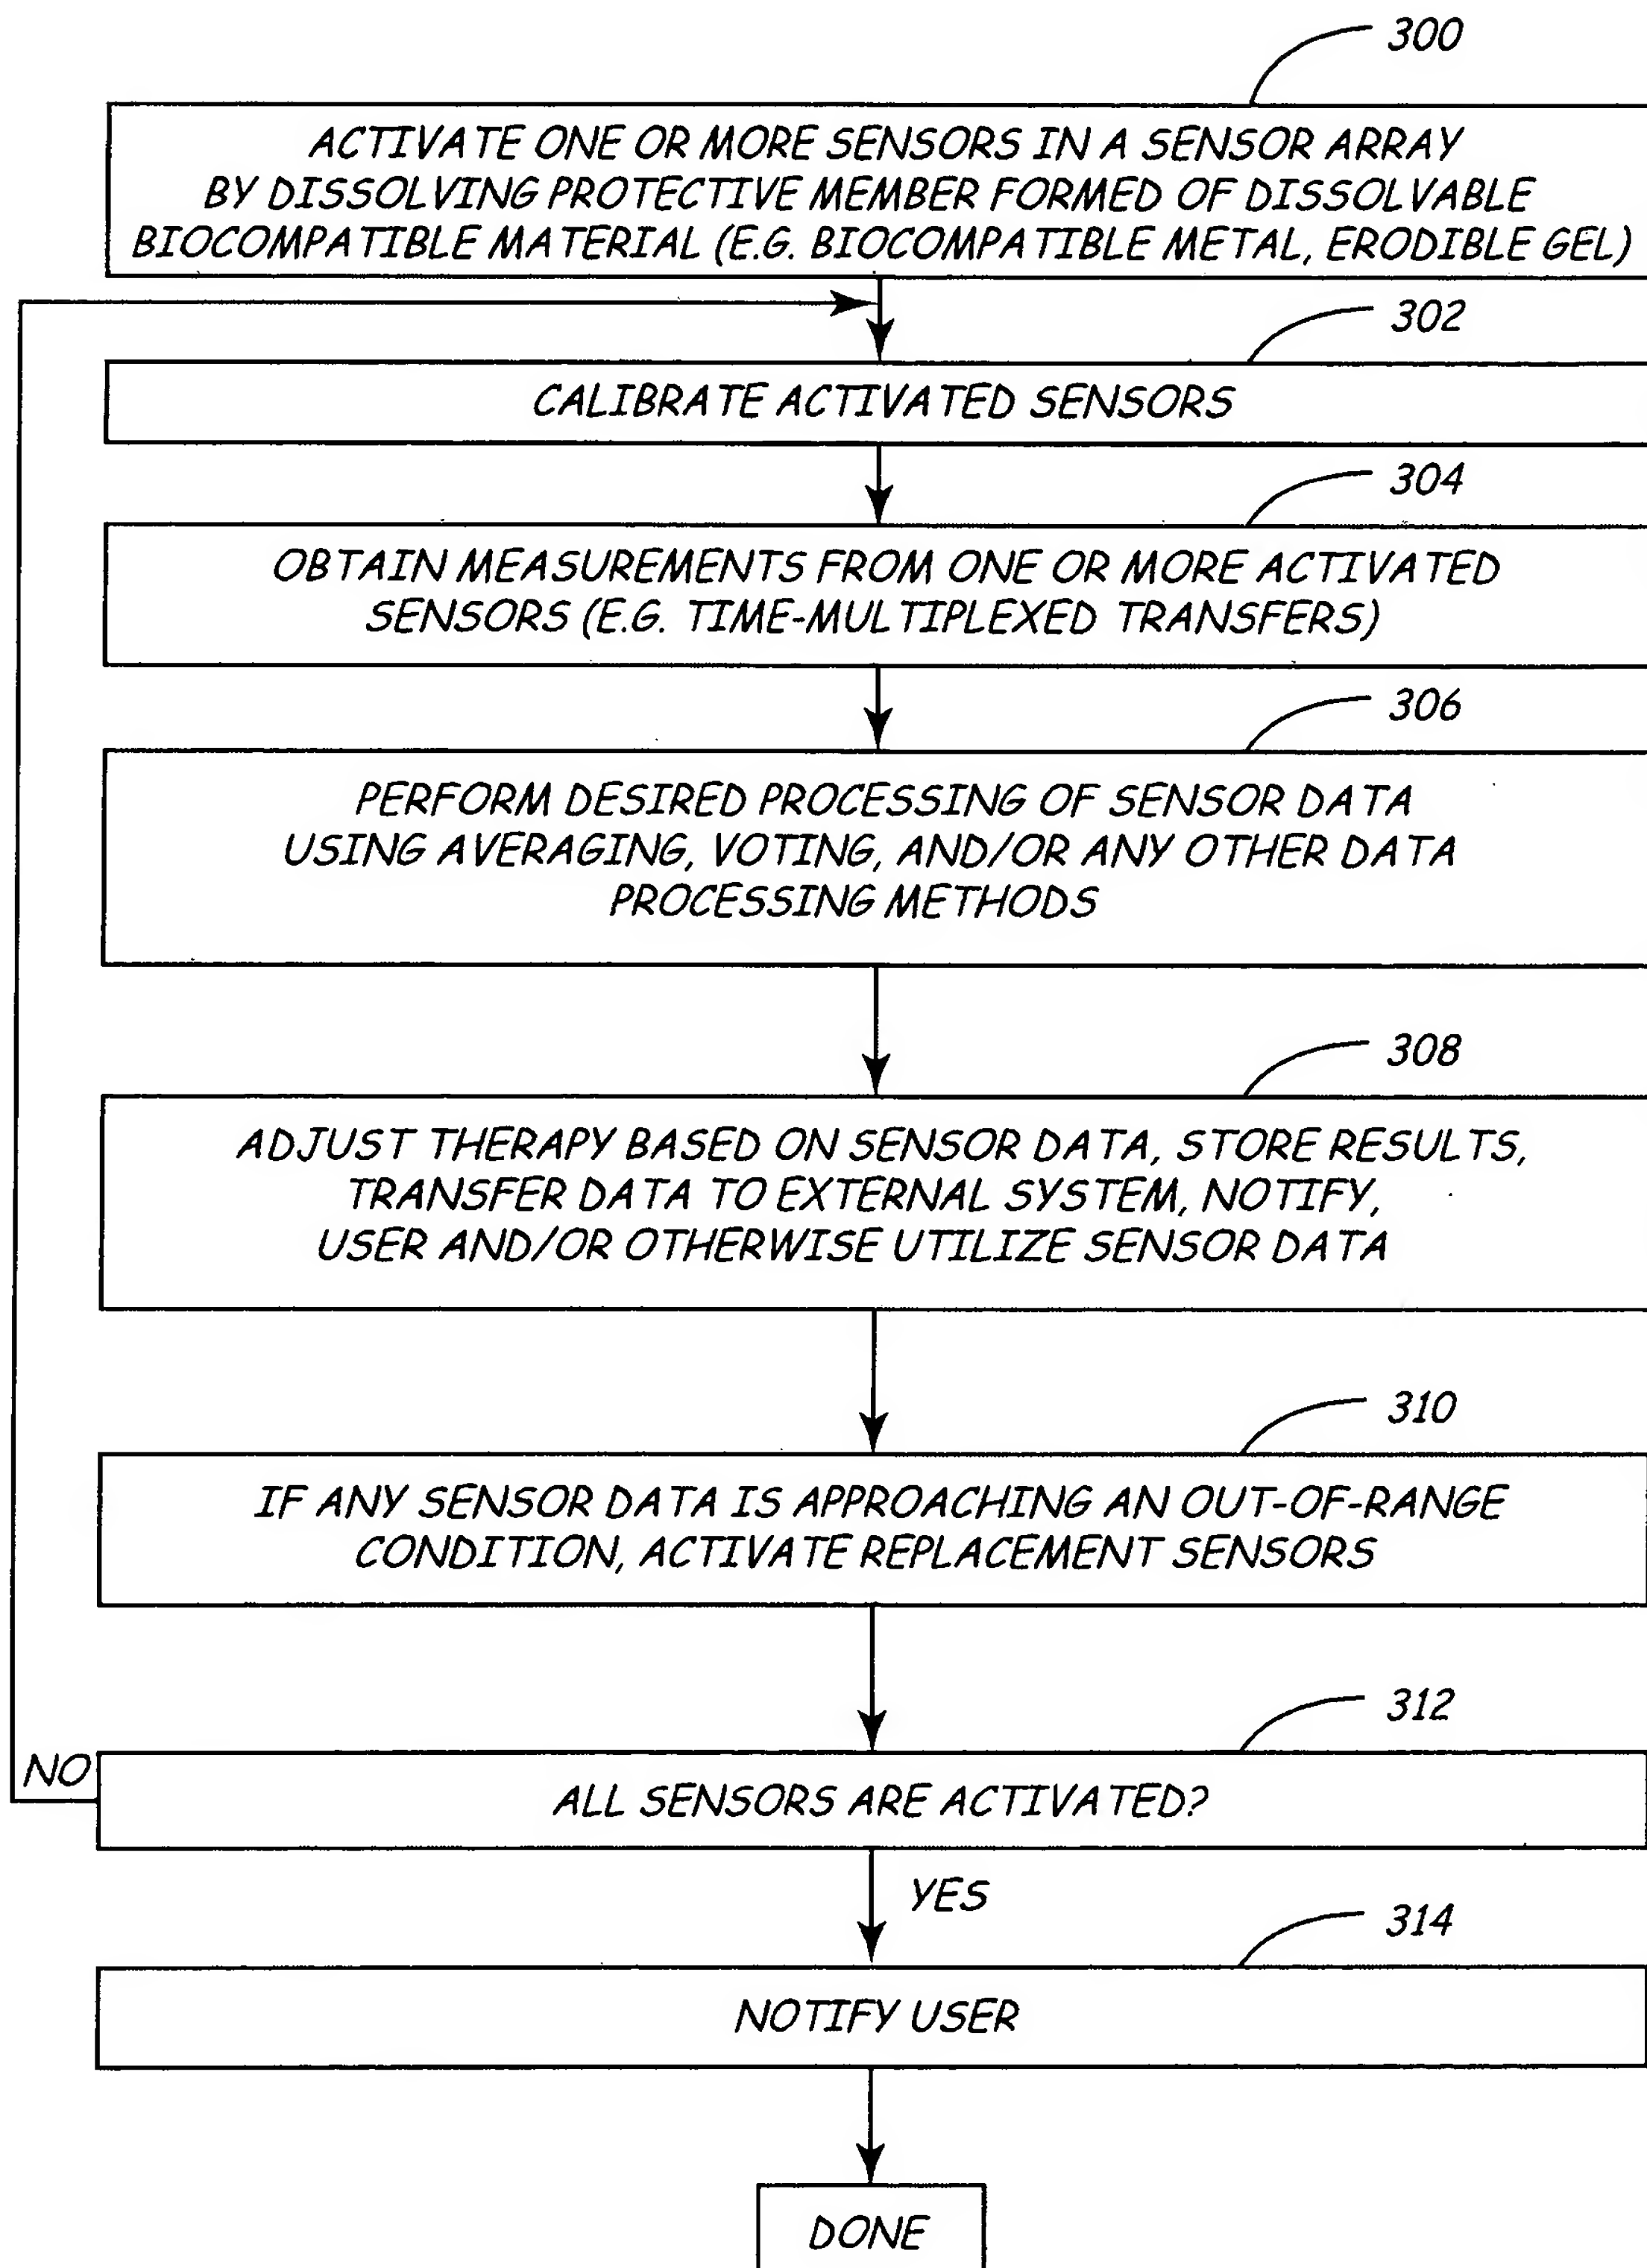 300
ACTIVATE ONE OR MORE SENSORS IN A SENSOR ARRAY
BY DISSOLVING PROTECTIVE MEMBER FORMED OF DISSOLVABLE
BIOCOMPATIBLE MATERIAL (E.G. BIOCOMPATIBLE METAL, ERODIBLE GEL)
302
CALIBRATE ACTIVATED SENSORS
304
OBTAIN MEASUREMENTS FROM ONE OR MORE ACTIVATED
SENSORS (E.G. TIME-MULTIPLEXED TRANSFERS)
306
PERFORM DESIRED PROCESSING OF SENSOR DATA
USING AVERAGING, VOTING, AND/OR ANY OTHER DATA
PROCESSING METHODS
308
ADJUST THERAPY BASED ON SENSOR DATA, STORE RESULTS,
TRANSFER DATA TO EXTERNAL SYSTEM, NOTIFY,
USER AND/OR OTHERWISE UTILIZE SENSOR DATA
310
IF ANY SENSOR DATA IS APPROACHING AN OUT-OF-RANGE
CONDITION, ACTIVATE REPLACEMENT SENSORS
312
NO
ALL SENSORS ARE ACTIVATED?
YES
314
NOTIFY USER
DONE